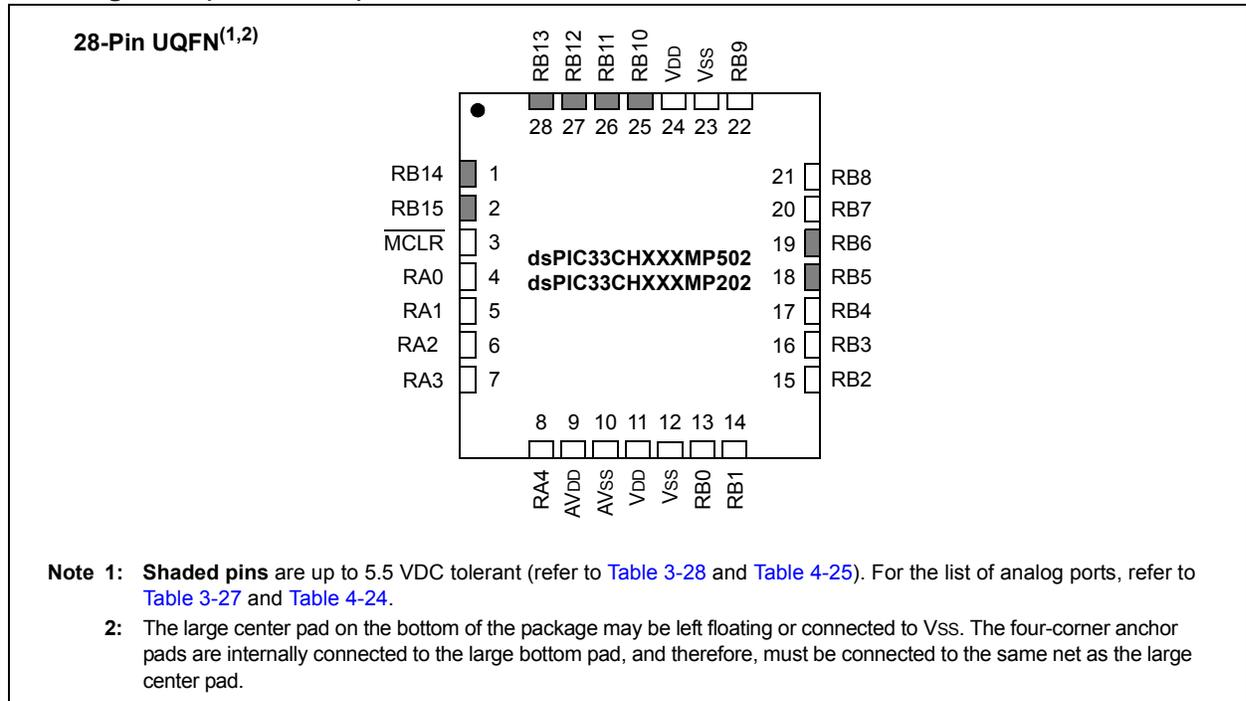 28-Pin UQFN(1,2)
RB13 RB12 RB11 RB10 VDD VSS RB9
28 27 26 25 24 23 22
RB14 1
RB15 2
MCLR 3
RA0 4
RA1 5
RA2 6
RA3 7
dsPIC33CHXXXMP502
dsPIC33CHXXXMP202
21 RB8
20 RB7
19 RB6
18 RB5
17 RB4
16 RB3
15 RB2
8 9 10 11 12 13 14
RA4 AVDD AVSS VDD VSS RB0 RB1
Note 1: Shaded pins are up to 5.5 VDC tolerant (refer to Table 3-28 and Table 4-25). For the list of analog ports, refer to
Table 3-27 and Table 4-24.
2: The large center pad on the bottom of the package may be left floating or connected to VSS. The four-corner anchor
pads are internally connected to the large bottom pad, and therefore, must be connected to the same net as the large
center pad.